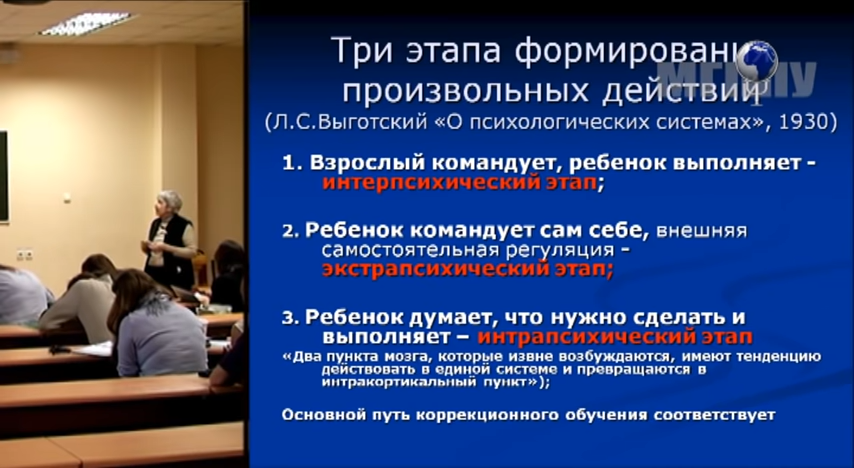 Три этапа формирования
произвольных действий
(Л.С.Выготский «О психологических системах», 1930)
1. Взрослый командует, ребенок выполняет -
интерпсихический этап;
2. Ребенок командует сам себе, внешняя
самостоятельная регуляция -
экстрапсихический этап;
3. Ребенок думает, что нужно сделать и
выполняет – интрапсихический этап
«Два пункта мозга, которые извне возбуждаются, имеют тенденцию
действовать в единой системе и превращаются в
интракортикальный пункт»);
Основной путь коррекционного обучения соответствует